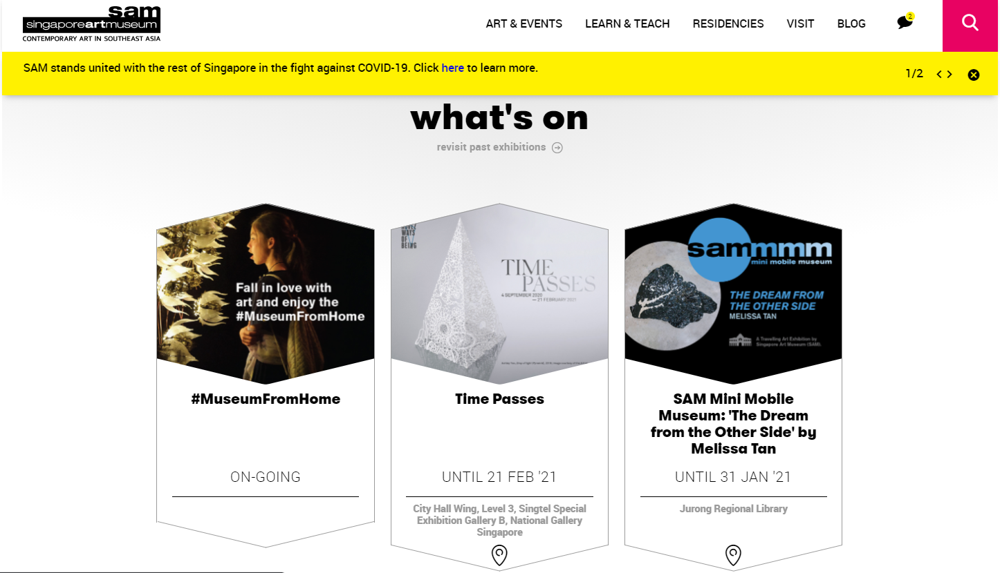 sam
singaporeartmuseum
CONTEMPORARY ART IN SOUTHEAST ASIA
ART & EVENTS
LEARN & TEACH
RESIDENCIES
VISIT
BLOG
2
SAM stands united with the rest of Singapore in the fight against COVID-19. Click here to learn more.
1/2
what's on
revisit past exhibitions
Fall in love with
art and enjoy the
#MuseumFromHome
#MuseumFromHome
ON-GOING
WAYS
OF
BEING
TIME
PASSES
4 SEPTEMBER 2020
— 21 FEBRUARY 2021
Time Passes
UNTIL 21 FEB '21
City Hall Wing, Level 3, Singtel Special
Exhibition Gallery B, National Gallery
Singapore
sammmm
mini mobile museum
THE DREAM FROM
THE OTHER SIDE
MELISSA TAN
A Travelling Art Exhibition by
Singapore Art Museum (SAM).
SAM Mini Mobile
Museum: 'The Dream
from the Other Side' by
Melissa Tan
UNTIL 31 JAN '21
Jurong Regional Library